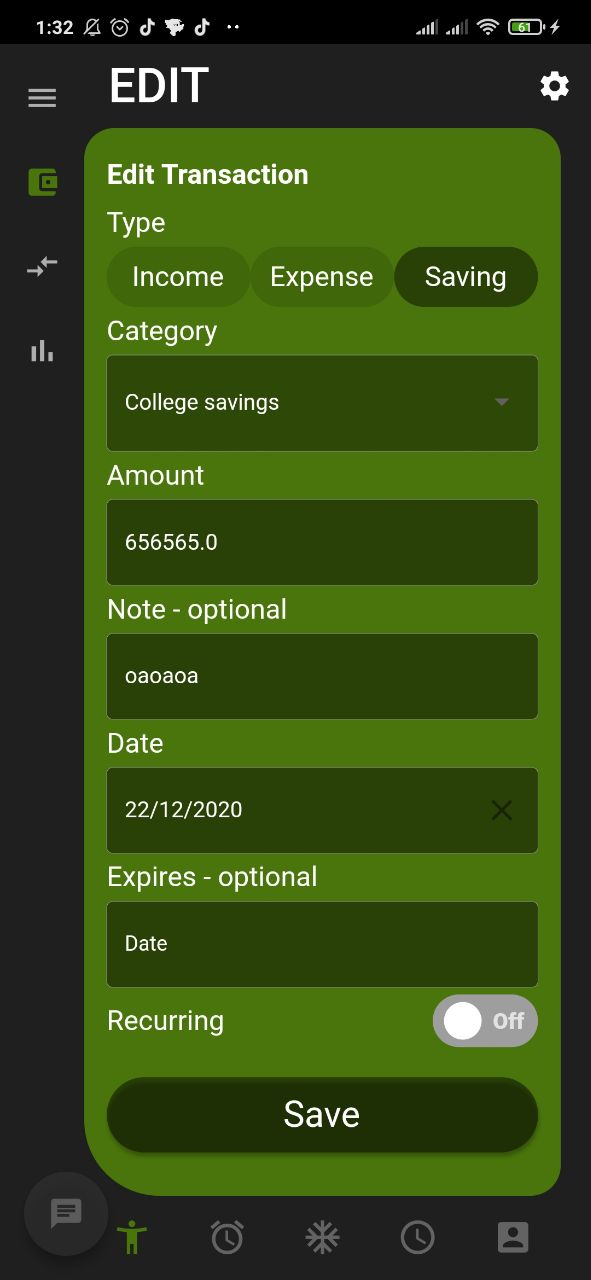 1:32
61
EDIT
Edit Transaction
Type
Income Expense Saving
Category
College savings
Amount
656565.0
Note - optional
oaoaoa
Date
22/12/2020
Expires - optional
Date
Recurring Off
Save